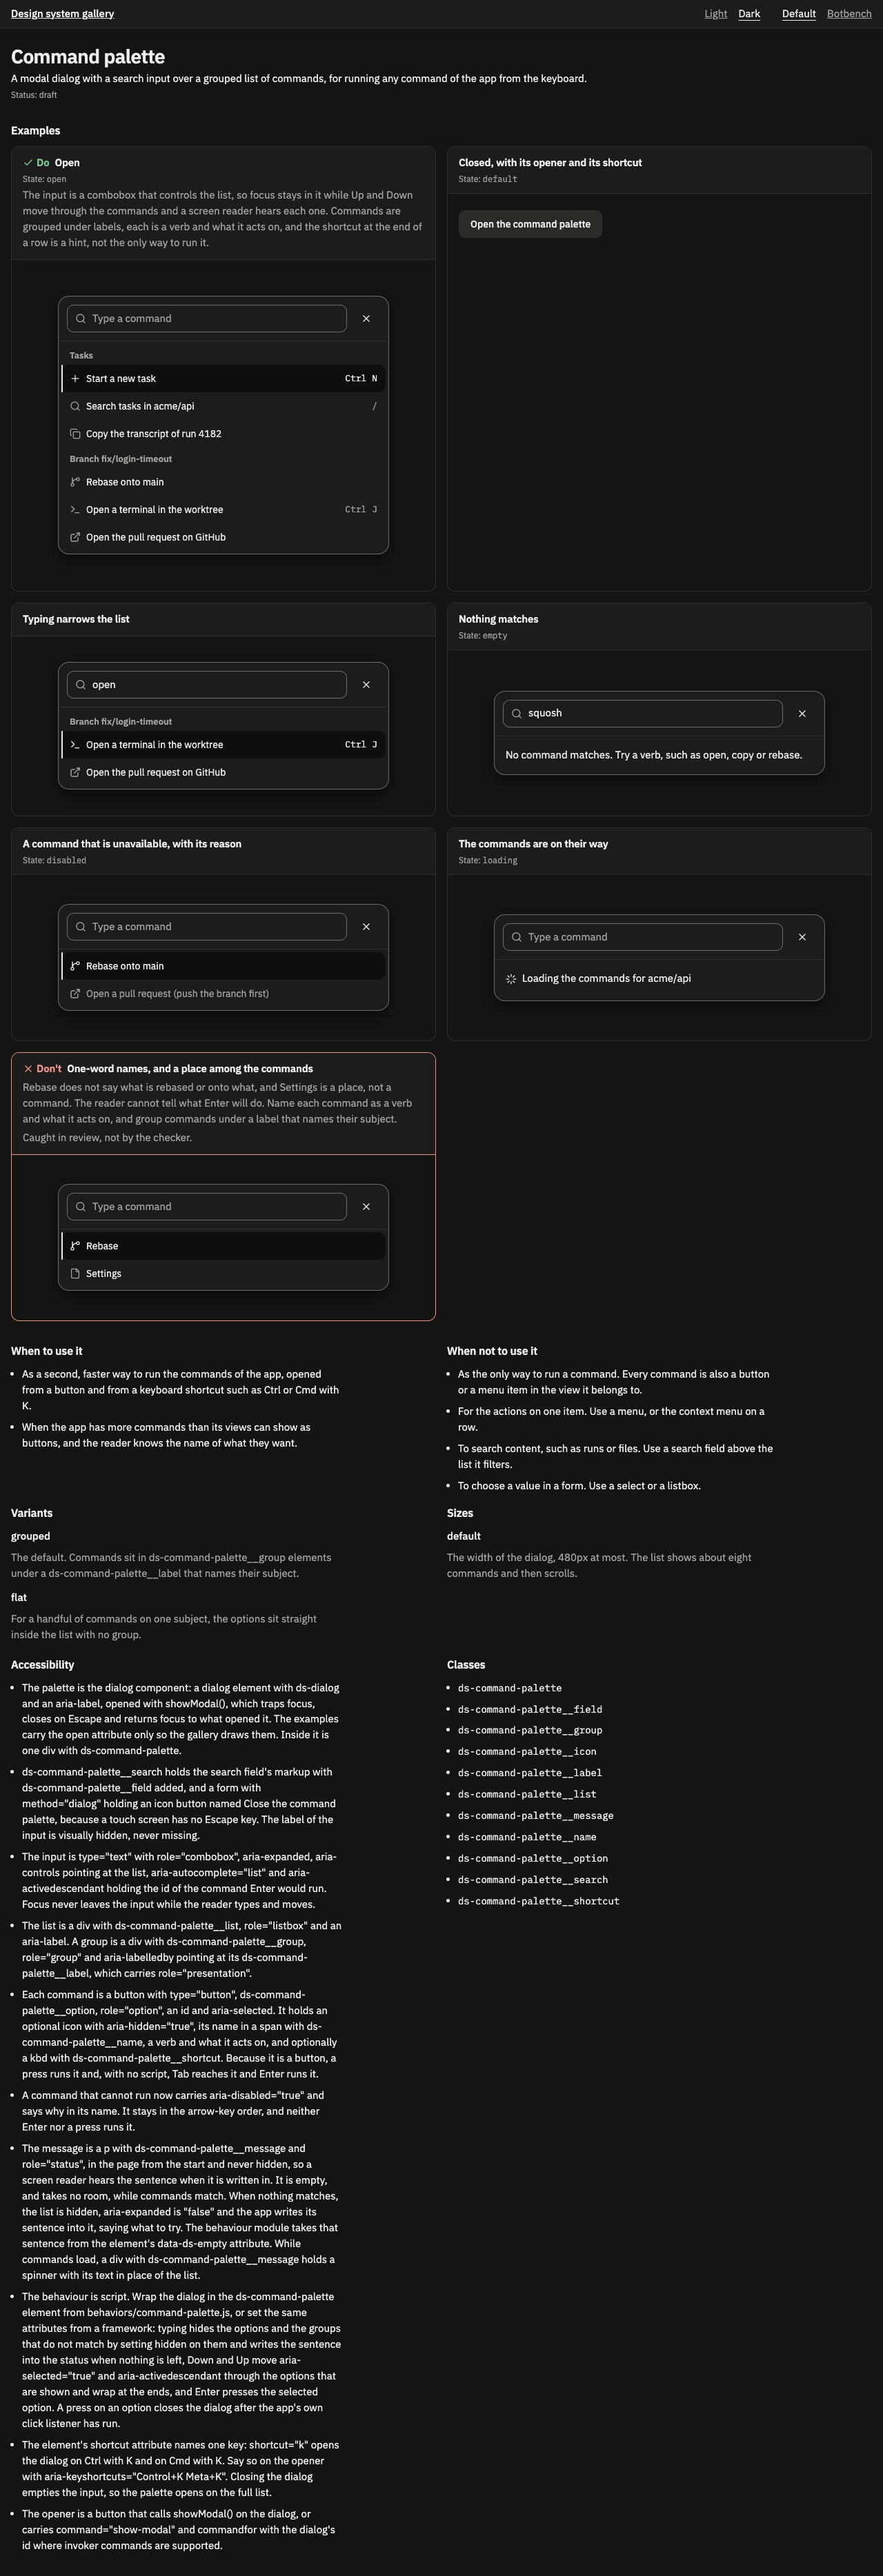 Design system gallery
Light Dark Default Botbench
Command palette
A modal dialog with a search input over a grouped list of commands, for running any command of the app from the keyboard.
Status: draft
Examples
Do Open
State: open
The input is a combobox that controls the list, so focus stays in it while Up and Down
move through the commands and a screen reader hears each one. Commands are
grouped under labels, each is a verb and what it acts on, and the shortcut at the end of
a row is a hint, not the only way to run it.
Type a command
Tasks
Start a new task Ctrl N
Search tasks in acme/api /
Copy the transcript of run 4182
Branch fix/login-timeout
Rebase onto main
Open a terminal in the worktree Ctrl J
Open the pull request on GitHub
Closed, with its opener and its shortcut
State: default
Open the command palette
Typing narrows the list
open
Branch fix/login-timeout
Open a terminal in the worktree Ctrl J
Open the pull request on GitHub
Nothing matches
State: empty
squosh
No command matches. Try a verb, such as open, copy or rebase.
A command that is unavailable, with its reason
State: disabled
Type a command
Rebase onto main
Open a pull request (push the branch first)
The commands are on their way
State: loading
Type a command
Loading the commands for acme/api
Don't One-word names, and a place among the commands
Rebase does not say what is rebased or onto what, and Settings is a place, not a
command. The reader cannot tell what Enter will do. Name each command as a verb
and what it acts on, and group commands under a label that names their subject.
Caught in review, not by the checker.
Type a command
Rebase
Settings
When to use it
As a second, faster way to run the commands of the app, opened
from a button and from a keyboard shortcut such as Ctrl or Cmd with
K.
When the app has more commands than its views can show as
buttons, and the reader knows the name of what they want.
When not to use it
As the only way to run a command. Every command is also a button
or a menu item in the view it belongs to.
For the actions on one item. Use a menu, or the context menu on a
row.
To search content, such as runs or files. Use a search field above the
list it filters.
To choose a value in a form. Use a select or a listbox.
Variants
grouped
The default. Commands sit in ds-command-palette__group elements
under a ds-command-palette__label that names their subject.
flat
For a handful of commands on one subject, the options sit straight
inside the list with no group.
Sizes
default
The width of the dialog, 480px at most. The list shows about eight
commands and then scrolls.
Accessibility
The palette is the dialog component: a dialog element with ds-dialog
and an aria-label, opened with showModal(), which traps focus,
closes on Escape and returns focus to what opened it. The examples
carry the open attribute only so the gallery draws them. Inside it is
one div with ds-command-palette.
ds-command-palette__search holds the search field's markup with
ds-command-palette__field added, and a form with
method="dialog" holding an icon button named Close the command
palette, because a touch screen has no Escape key. The label of the
input is visually hidden, never missing.
The input is type="text" with role="combobox", aria-expanded, aria-
controls pointing at the list, aria-autocomplete="list" and aria-
activedescendant holding the id of the command Enter would run.
Focus never leaves the input while the reader types and moves.
The list is a div with ds-command-palette__list, role="listbox" and an
aria-label. A group is a div with ds-command-palette__group,
role="group" and aria-labelledby pointing at its ds-command-
palette__label, which carries role="presentation".
Each command is a button with type="button", ds-command-
palette__option, role="option", an id and aria-selected. It holds an
optional icon with aria-hidden="true", its name in a span with ds-
command-palette__name, a verb and what it acts on, and optionally
a kbd with ds-command-palette__shortcut. Because it is a button, a
press runs it and, with no script, Tab reaches it and Enter runs it.
A command that cannot run now carries aria-disabled="true" and
says why in its name. It stays in the arrow-key order, and neither
Enter nor a press runs it.
The message is a p with ds-command-palette__message and
role="status", in the page from the start and never hidden, so a
screen reader hears the sentence when it is written in. It is empty,
and takes no room, while commands match. When nothing matches,
the list is hidden, aria-expanded is "false" and the app writes its
sentence into it, saying what to try. The behaviour module takes that
sentence from the element's data-ds-empty attribute. While
commands load, a div with ds-command-palette__message holds a
spinner with its text in place of the list.
The behaviour is script. Wrap the dialog in the ds-command-palette
element from behaviors/command-palette.js, or set the same
attributes from a framework: typing hides the options and the groups
that do not match by setting hidden on them and writes the sentence
into the status when nothing is left, Down and Up move aria-
selected="true" and aria-activedescendant through the options that
are shown and wrap at the ends, and Enter presses the selected
option. A press on an option closes the dialog after the app's own
click listener has run.
The element's shortcut attribute names one key: shortcut="k" opens
the dialog on Ctrl with K and on Cmd with K. Say so on the opener
with aria-keyshortcuts="Control+K Meta+K". Closing the dialog
empties the input, so the palette opens on the full list.
The opener is a button that calls showModal() on the dialog, or
carries command="show-modal" and commandfor with the dialog's
id where invoker commands are supported.
Classes
ds-command-palette
ds-command-palette__field
ds-command-palette__group
ds-command-palette__icon
ds-command-palette__label
ds-command-palette__list
ds-command-palette__message
ds-command-palette__name
ds-command-palette__option
ds-command-palette__search
ds-command-palette__shortcut